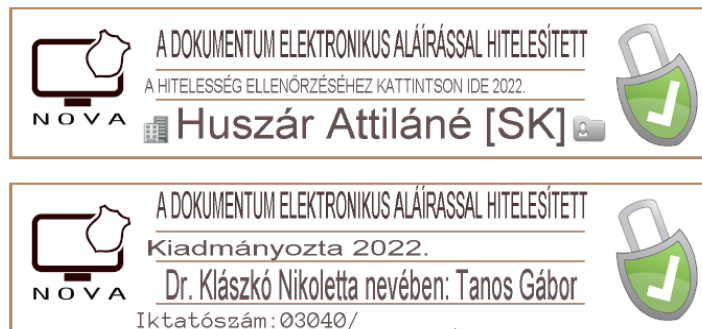 A DOKUMENTUM ELEKTRONIKUS ALÁÍRÁSSAL HITELESÍTETT
A HITELESSÉG ELLENŐRZÉSÉHEZ KATTINTSON IDE 2022.
NOVA
Huszár Attiláné [SK]
A DOKUMENTUM ELEKTRONIKUS ALÁÍRASSAL HITELESÍTETT
Kiadmányozta 2022.
NOVA
Dr. Klászkó Nikoletta nevében: Tanos Gábor
Iktatószám:03040/